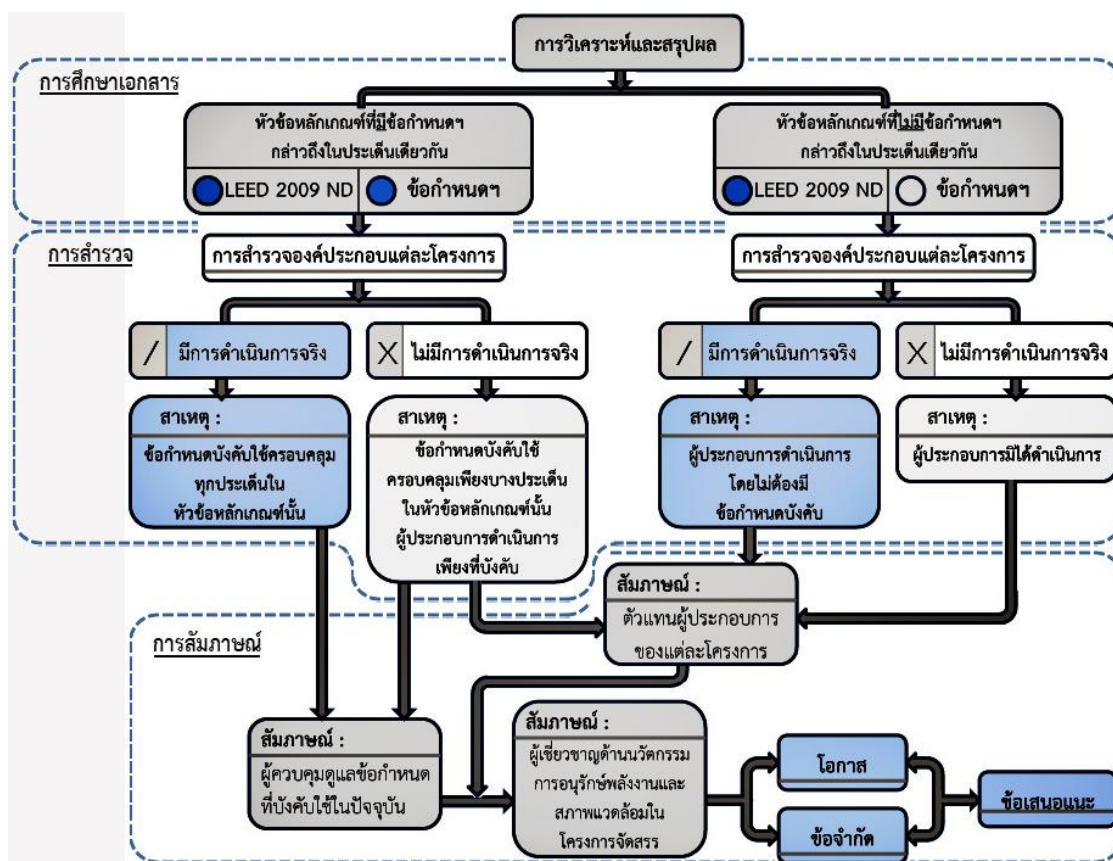 การวิเคราะห์และสรุปผล
การศึกษาเอกสาร
หัวข้อหลักเกณฑ์ที่มีข้อกำหนดฯ
กล่าวถึงในประเด็นเดียวกัน
LEED 2009 ND
ข้อกำหนดฯ
หัวข้อหลักเกณฑ์ที่ไม่มีข้อกำหนดฯ
กล่าวถึงในประเด็นเดียวกัน
LEED 2009 ND
ข้อกำหนดฯ
การสำรวจ
การสำรวจองค์ประกอบแต่ละโครงการ
การสำรวจองค์ประกอบแต่ละโครงการ
/ มีการดำเนินการจริง
X ไม่มีการดำเนินการจริง
/ มีการดำเนินการจริง
X ไม่มีการดำเนินการจริง
สาเหตุ :
ข้อกำหนดบังคับใช้ครอบคลุม
ทุกประเด็นใน
หัวข้อหลักเกณฑ์นั้น
สาเหตุ :
ข้อกำหนดบังคับใช้
ครอบคลุมเพียงบางประเด็น
ในหัวข้อหลักเกณฑ์นั้น
ผู้ประกอบการดำเนินการ
เพียงที่บังคับ
สาเหตุ :
ผู้ประกอบการดำเนินการ
โดยไม่ต้องมี
ข้อกำหนดบังคับ
สาเหตุ :
ผู้ประกอบการมิได้ดำเนินการ
การสัมภาษณ์
สัมภาษณ์ :
ตัวแทนผู้ประกอบการ
ของแต่ละโครงการ
สัมภาษณ์ :
ผู้ควบคุมดูแลข้อกำหนด
ที่บังคับใช้ในปัจจุบัน
สัมภาษณ์ :
ผู้เชี่ยวชาญด้านนวัตกรรม
การอนุรักษ์พลังงานและ
สภาพแวดล้อมใน
โครงการจัดสรร
โอกาส
ข้อจำกัด
ข้อเสนอแนะ